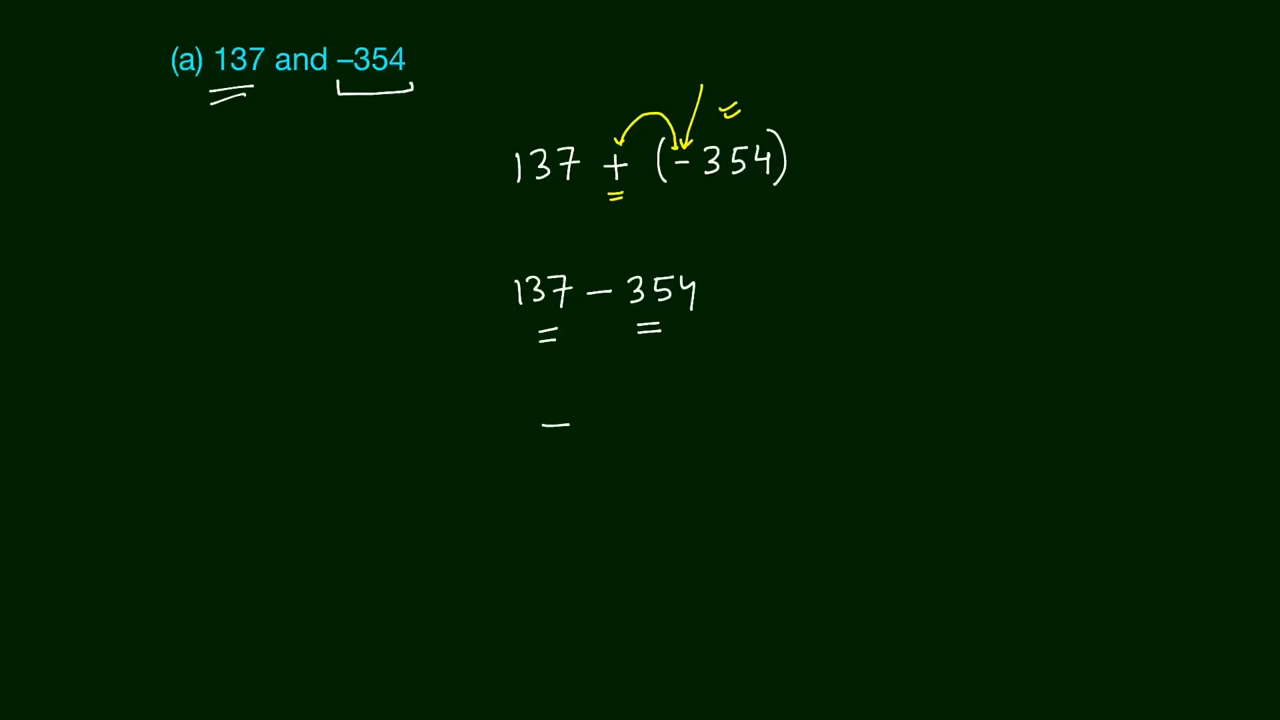 (a) 137 and –354
137 + (-354)
137 - 354
-